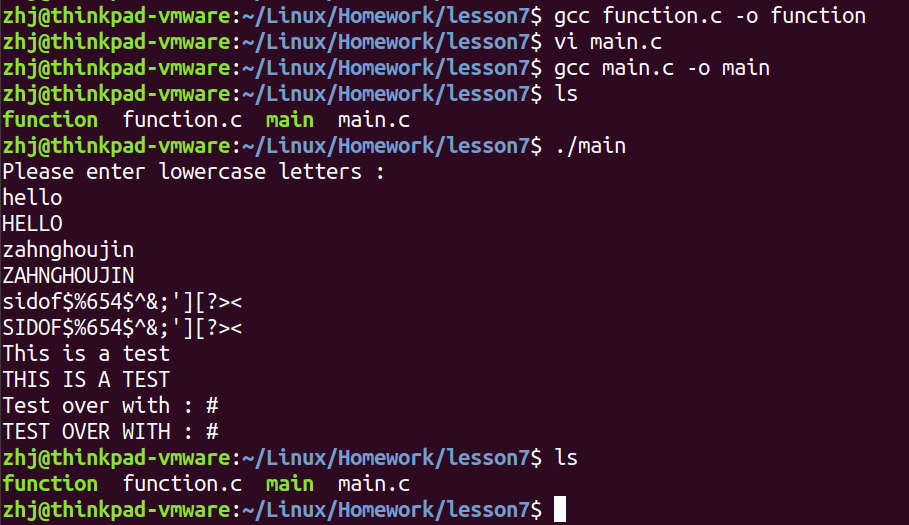 zhj@thinkpad-vmware:~/Linux/Homework/lesson7$ gcc function.c -o function
zhj@thinkpad-vmware:~/Linux/Homework/lesson7$ vi main.c
zhj@thinkpad-vmware:~/Linux/Homework/lesson7$ gcc main.c -o main
zhj@thinkpad-vmware:~/Linux/Homework/lesson7$ ls
function  function.c  main  main.c
zhj@thinkpad-vmware:~/Linux/Homework/lesson7$ ./main
Please enter lowercase letters :
hello
HELLO
zahnghoujin
ZAHNGHOUJIN
sidof$%654$^&;'][?><
SIDOF$%654$^&;'][?><
This is a test
THIS IS A TEST
Test over with : #
TEST OVER WITH : #
zhj@thinkpad-vmware:~/Linux/Homework/lesson7$ ls
function  function.c  main  main.c
zhj@thinkpad-vmware:~/Linux/Homework/lesson7$